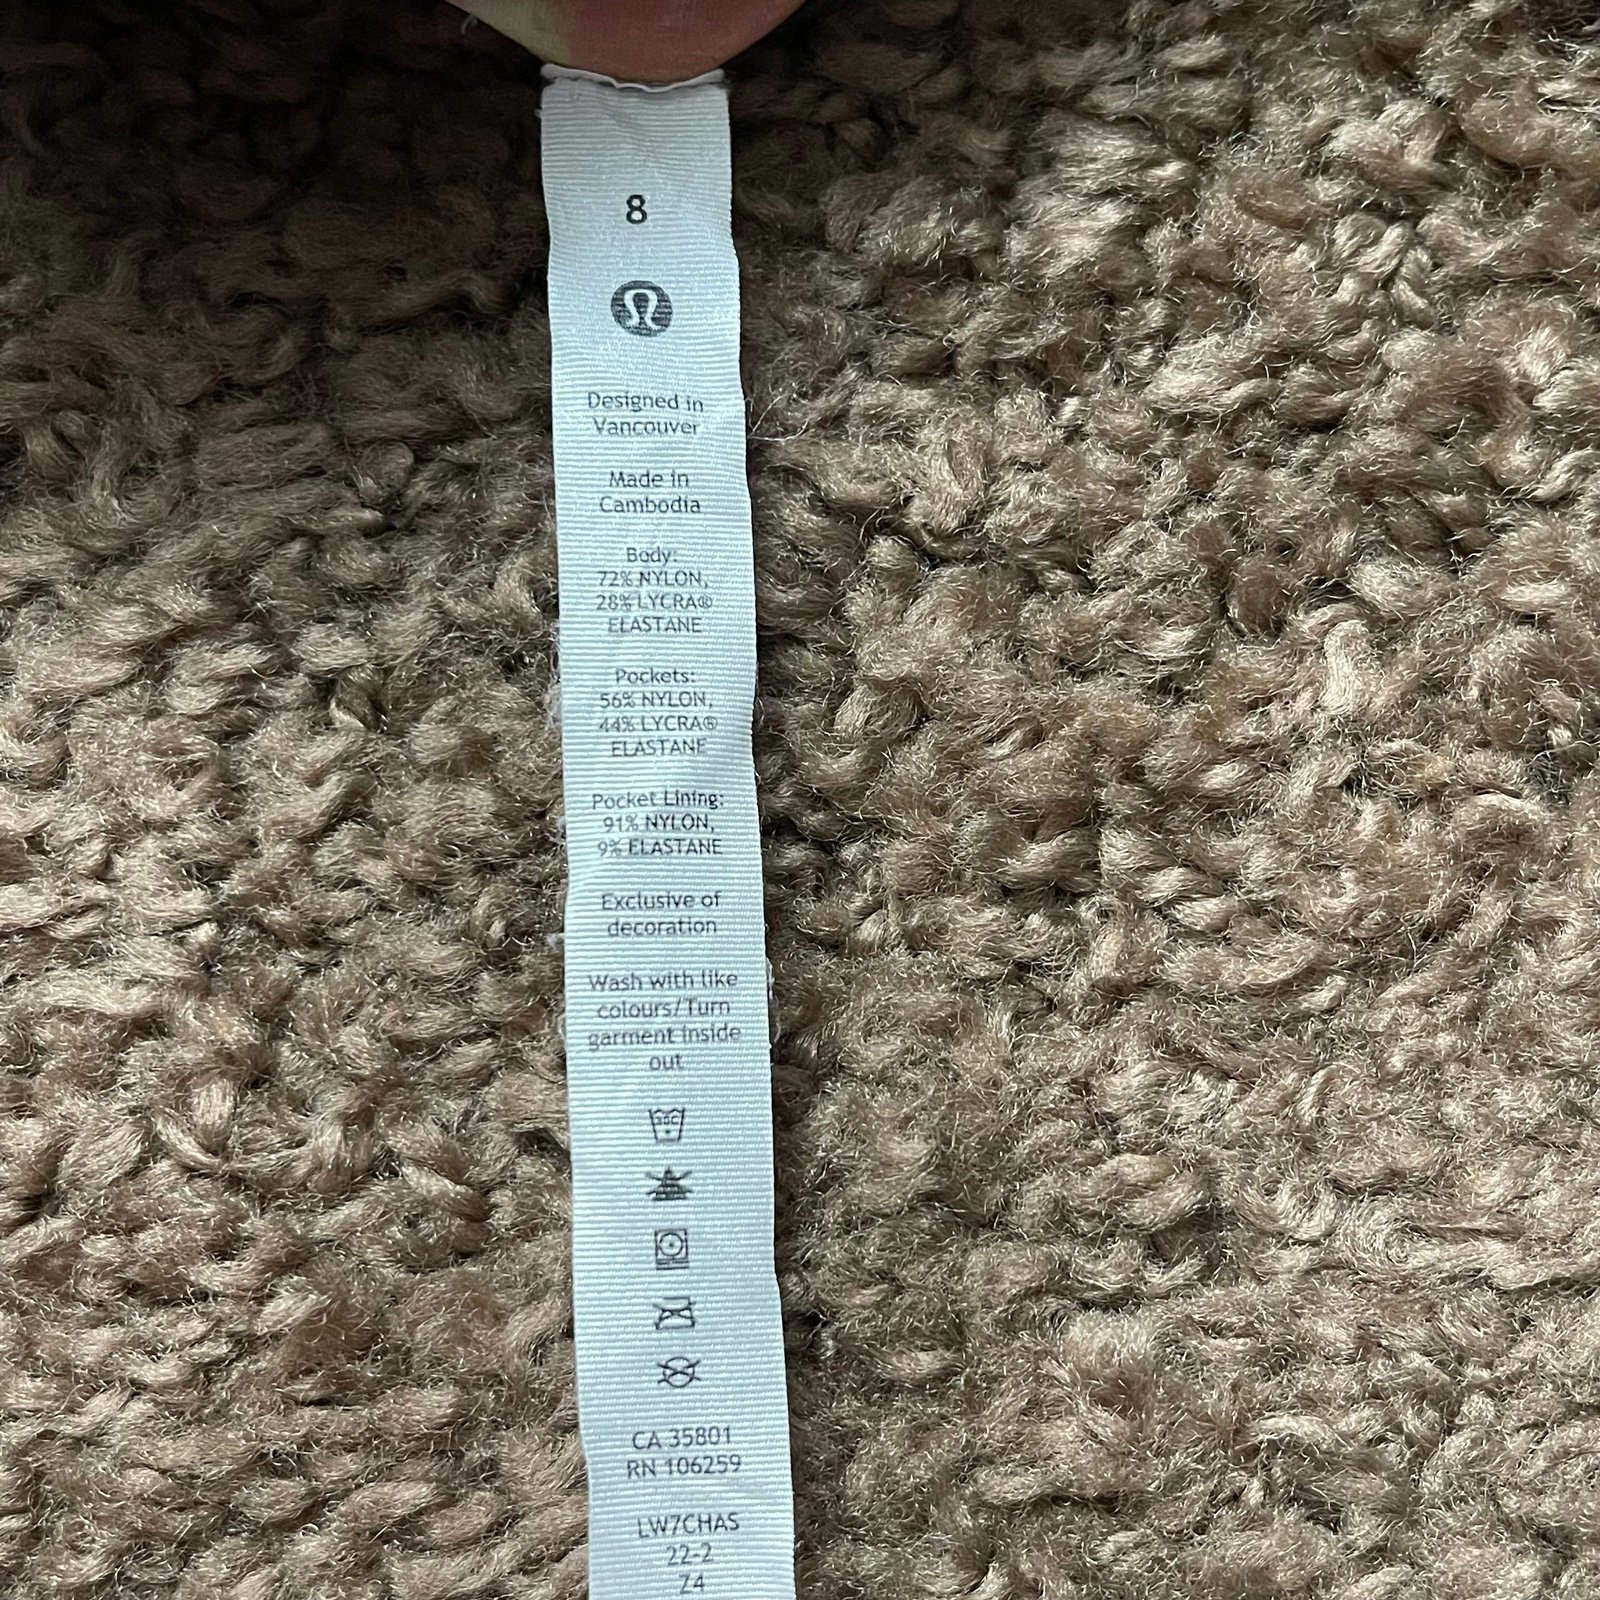 8
Designed in
Vancouver
Made in
Cambodia
Body:
72% NYLON,
28% LYCRA®
ELASTANE
Pockets:
56% NYLON,
44% LYCRA®
ELASTANE
Pocket Lining:
91% NYLON,
9% ELASTANE
Exclusive of
decoration
Wash with like
colours/Turn
garment inside
out
30C
CA 35801
RN 106259
LW7CHAS
22-2
Z4